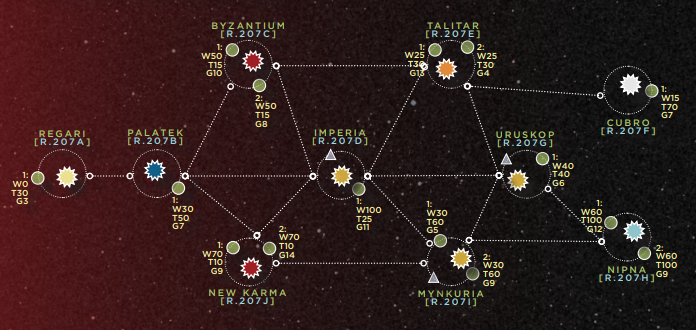 BYZANTIUM
[R.207C]
1:
W50
T15
G10
2:
W50
T15
G8
TALITAR
[R.207E]
1:
W25
T30
G13
2:
W25
T30
G4
CUBRO
[R.207F]
1:
W15
T70
G7
REGARI
[R.207A]
1:
W0
T30
G3
PALATEK
[R.207B]
1:
W30
T50
G7
IMPERIA
[R.207D]
1:
W100
T25
G11
URUSKOP
[R.207G]
1:
W40
T40
G6
NEW KARMA
[R.207J]
1:
W70
T10
G9
2:
W70
T10
G14
MYNKURIA
[R.207I]
1:
W30
T60
G5
2:
W30
T60
G9
NIPNA
[R.207H]
1:
W60
T100
G12
2:
W60
T100
G9